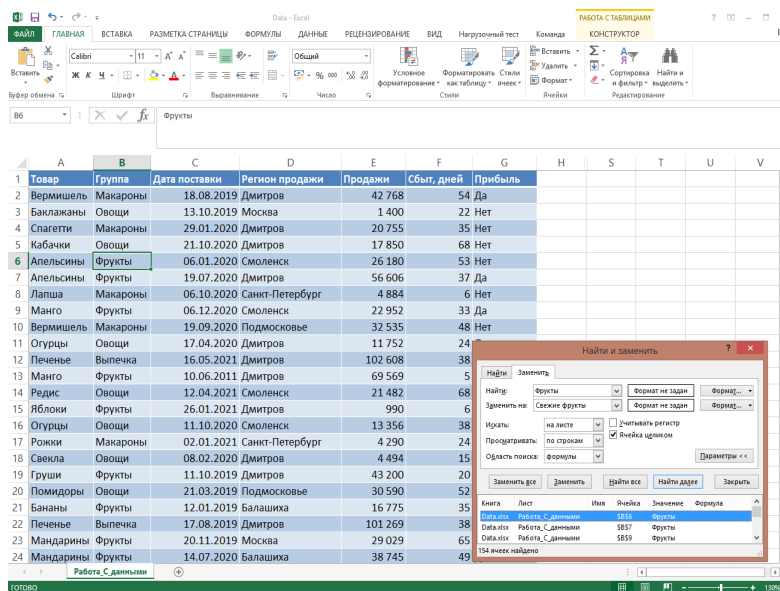 Data - Excel
РАБОТА С ТАБЛИЦАМИ
ФАЙЛ ГЛАВНАЯ ВСТАВКА РАЗМЕТКА СТРАНИЦЫ ФОРМУЛЫ ДАННЫЕ РЕЦЕНЗИРОВАНИЕ ВИД Нагрузочный тест Команда КОНСТРУКТОР
Вставить
Calibri 11
Ж К Ч
Общий
% 000
Условное форматирование
Форматировать как таблицу
Стили ячеек
Вставить
Удалить
Формат
Сортировка и фильтр
Найти и выделить
Буфер обмена Шрифт Выравнивание Число Стили Ячейки Редактирование
B6 fx Фрукты
A B C D E F G H S T U V
1 Товар Группа Дата поставки Регион продажи Продажи Сбыт, дней Прибыль
2 Вермишель Макароны 18.08.2019 Дмитров 42 768 54 Да
3 Баклажаны Овощи 13.10.2019 Москва 1 400 22 Нет
4 Спагетти Макароны 29.01.2020 Дмитров 20 755 35 Нет
5 Кабачки Овощи 21.10.2020 Дмитров 17 850 68 Нет
6 Апельсины Фрукты 06.01.2020 Смоленск 26 180 53 Нет
7 Апельсины Фрукты 19.07.2020 Дмитров 56 606 37 Да
8 Лапша Макароны 06.10.2020 Санкт-Петербург 4 884 6 Нет
9 Манго Фрукты 06.12.2020 Смоленск 22 952 33 Да
10 Вермишель Макароны 19.09.2020 Подмосковье 32 535 48 Нет
11 Огурцы Овощи 17.04.2020 Дмитров 11 752 24
12 Печенье Выпечка 16.05.2021 Дмитров 102 608 38
13 Манго Фрукты 10.06.2011 Дмитров 69 569 5
14 Редис Овощи 12.04.2021 Смоленск 21 482 68
15 Яблоки Фрукты 26.01.2021 Дмитров 990 6
16 Огурцы Овощи 11.10.2020 Смоленск 13 356 38
17 Рожки Макароны 02.01.2021 Санкт-Петербург 4 290 24
18 Свекла Овощи 08.02.2020 Дмитров 4 494 15
19 Груши Фрукты 11.10.2019 Дмитров 43 200 20
20 Помидоры Овощи 21.03.2019 Подмосковье 30 590 52
21 Бананы Фрукты 12.01.2019 Балашиха 16 775 35
22 Печенье Выпечка 17.08.2019 Дмитров 101 269 38
23 Мандарины Фрукты 20.11.2019 Москва 29 029 65
24 Мандарины Фрукты 14.07.2020 Балашиха 38 745 49
Найти и заменить
Найти Заменить
Найти: Фрукты Формат не задан Формат...
Заменить на: Свежие фрукты Формат не задан Формат...
Искать: на листе Учитывать регистр
Просматривать: по строкам Ячейка целиком
Область поиска: формулы Параметры <<
Заменить все Заменить Найти все Найти далее Закрыть
Книга Лист Имя Ячейка Значение Формула
Data.xlsx Работа_С_данными $B$6 Фрукты
Data.xlsx Работа_С_данными $B$7 Фрукты
Data.xlsx Работа_С_данными $B$9 Фрукты
154 ячеек найдено
Работа_С_данными
ГОТОВО
130%